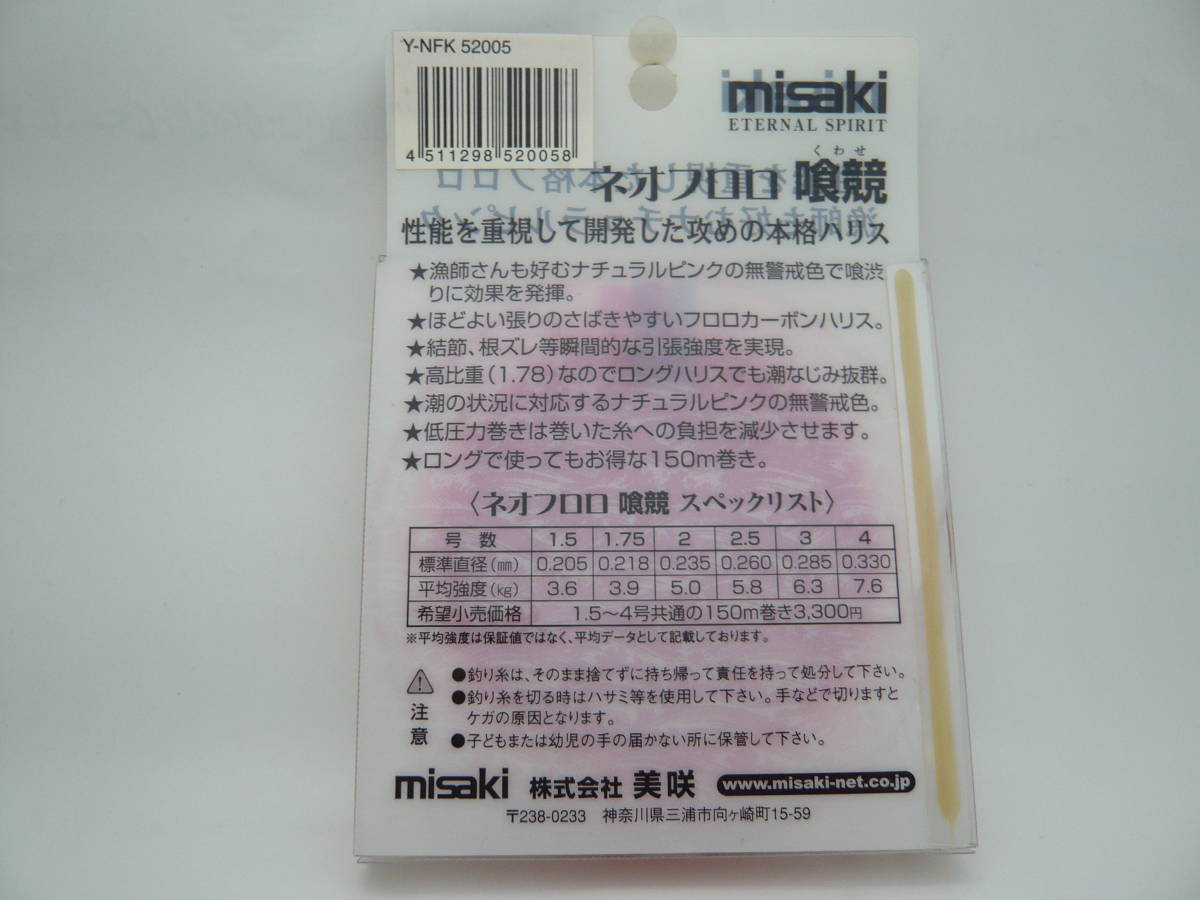 Y-NFK 52005
4 511298 520058
misaki
ETERNAL SPIRIT
くわせ
ネオフロロ 喰競
性能を重視して開発した攻めの本格ハリス
★漁師さんも好むナチュラルピンクの無警戒色で喰渋
りに効果を発揮。
★ほどよい張りのさばきやすいフロロカーボンハリス。
★結節、根ズレ等瞬間的な引張強度を実現。
★高比重(1.78)なのでロングハリスでも潮なじみ抜群。
★潮の状況に対応するナチュラルピンクの無警戒色。
★低圧力巻きは巻いた糸への負担を減少させます。
★ロングで使ってもお得な150m巻き。
〈ネオフロロ 喰競 スペックリスト〉
号 数 1.5 1.75 2 2.5 3 4
標準直径(㎜) 0.205 0.218 0.235 0.260 0.285 0.330
平均強度(㎏) 3.6 3.9 5.0 5.8 6.3 7.6
希望小売価格 1.5〜4号共通の150m巻き3,300円
※平均強度は保証値ではなく、平均データとして記載しております。
●釣り糸は、そのまま捨てずに持ち帰って責任を持って処分して下さい。
●釣り糸を切る時はハサミ等を使用して下さい。手などで切りますと
ケガの原因となります。
●子どもまたは幼児の手の届かない所に保管して下さい。
注意
misaki 株式会社 美咲 www.misaki-net.co.jp
〒238-0233 神奈川県三浦市向ヶ崎町15-59